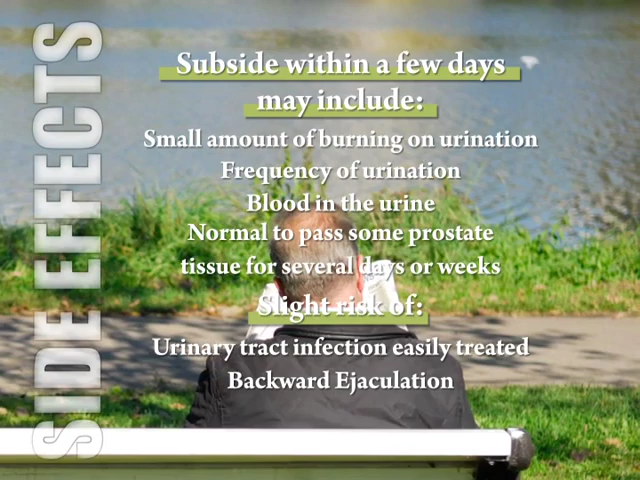 SIDE EFFECTS
Subside within a few days
may include:
Small amount of burning on urination
Frequency of urination
Blood in the urine
Normal to pass some prostate
tissue for several days or weeks
Slight risk of:
Urinary tract infection easily treated
Backward Ejaculation